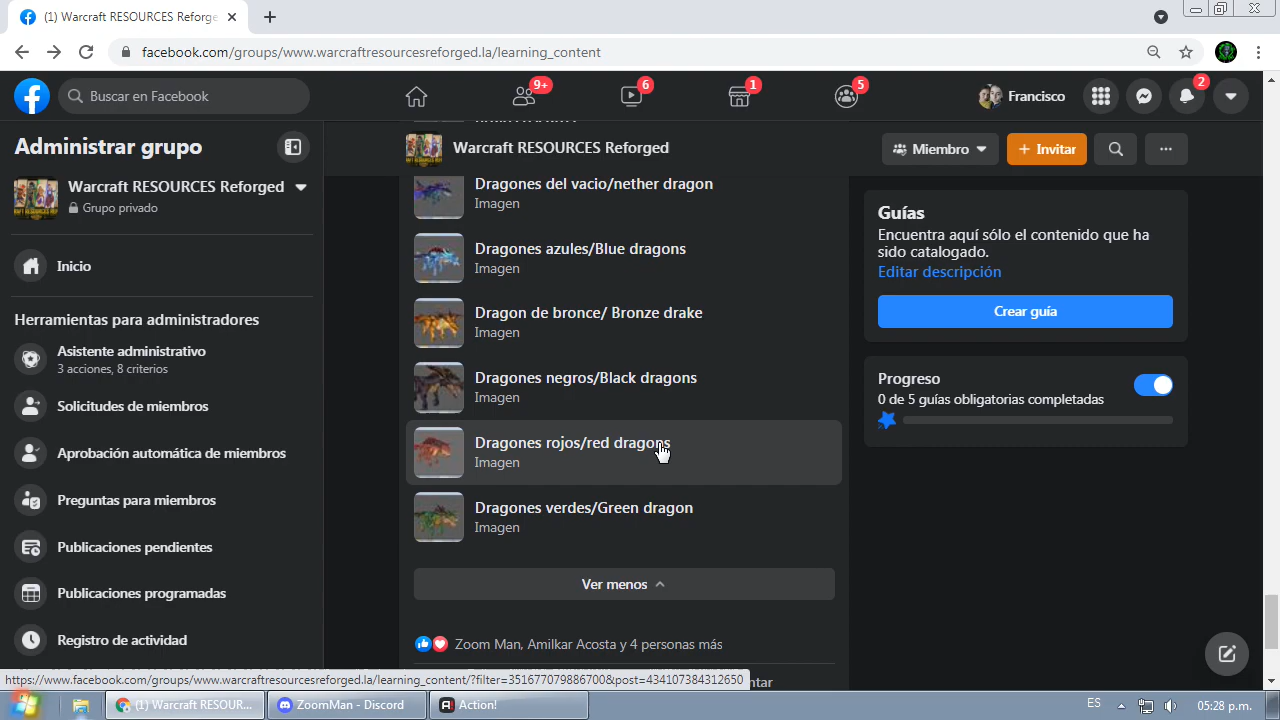 (1) Warcraft RESOURCES Reforge
facebook.com/groups/www.warcraftresourcesreforged.la/learning_content
Buscar en Facebook
9+
6
1
5
Francisco
2
Administrar grupo
Warcraft RESOURCES Reforged
Grupo privado
Inicio
Herramientas para administradores
Asistente administrativo
3 acciones, 8 criterios
Solicitudes de miembros
Aprobación automática de miembros
Preguntas para miembros
Publicaciones pendientes
Publicaciones programadas
Registro de actividad
Warcraft RESOURCES Reforged
Miembro
+ Invitar
Dragones del vacio/nether dragon
Imagen
Dragones azules/Blue dragons
Imagen
Dragon de bronce/ Bronze drake
Imagen
Dragones negros/Black dragons
Imagen
Dragones rojos/red dragons
Imagen
Dragones verdes/Green dragon
Imagen
Ver menos
Zoom Man, Amilkar Acosta y 4 personas más
Guías
Encuentra aquí sólo el contenido que ha
sido catalogado.
Editar descripción
Crear guía
Progreso
0 de 5 guías obligatorias completadas
https://www.facebook.com/groups/www.warcraftresourcesreforged.la/learning_content/?filter=351677079886700&post=434107384312650
(1) Warcraft RESOUR...
ZoomMan - Discord
Action!
ES
05:28 p.m.